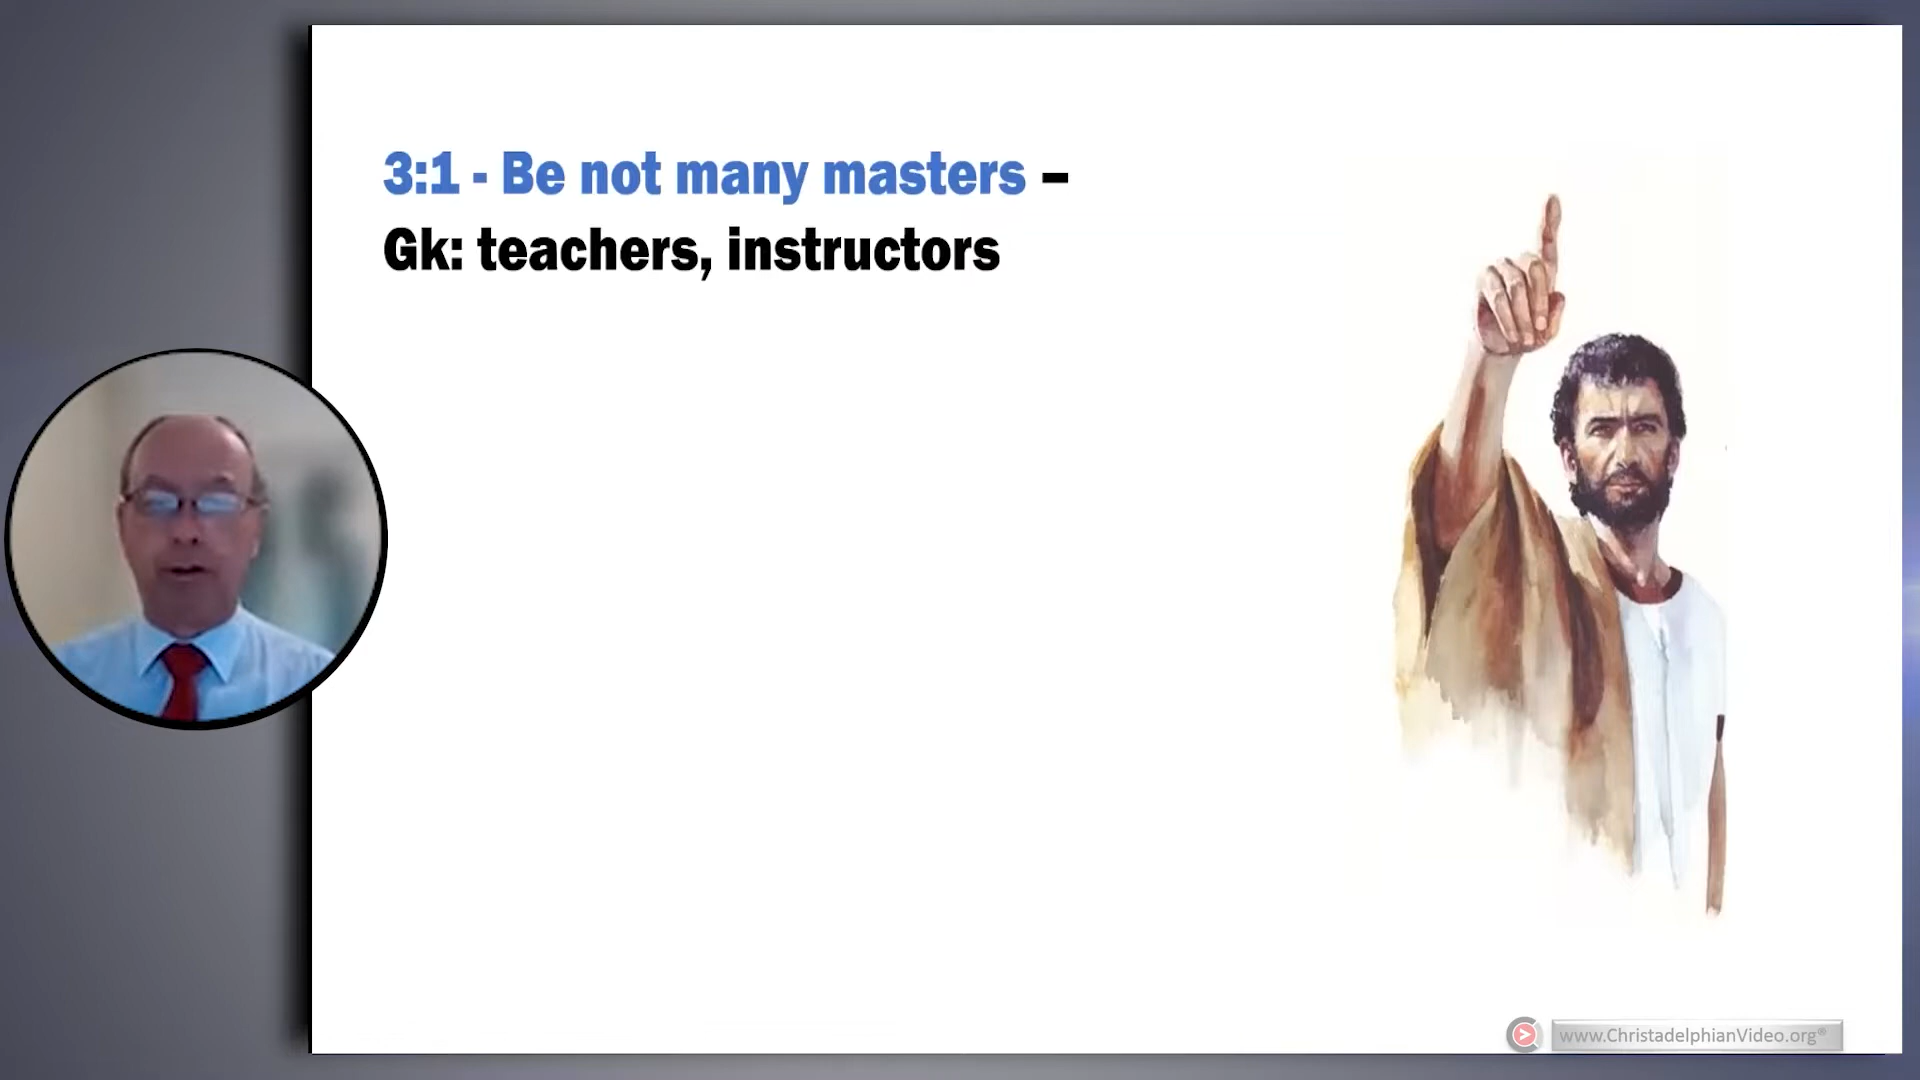 3:1 - Be not many masters –
Gk: teachers, instructors
www.ChristadelphianVideo.org®